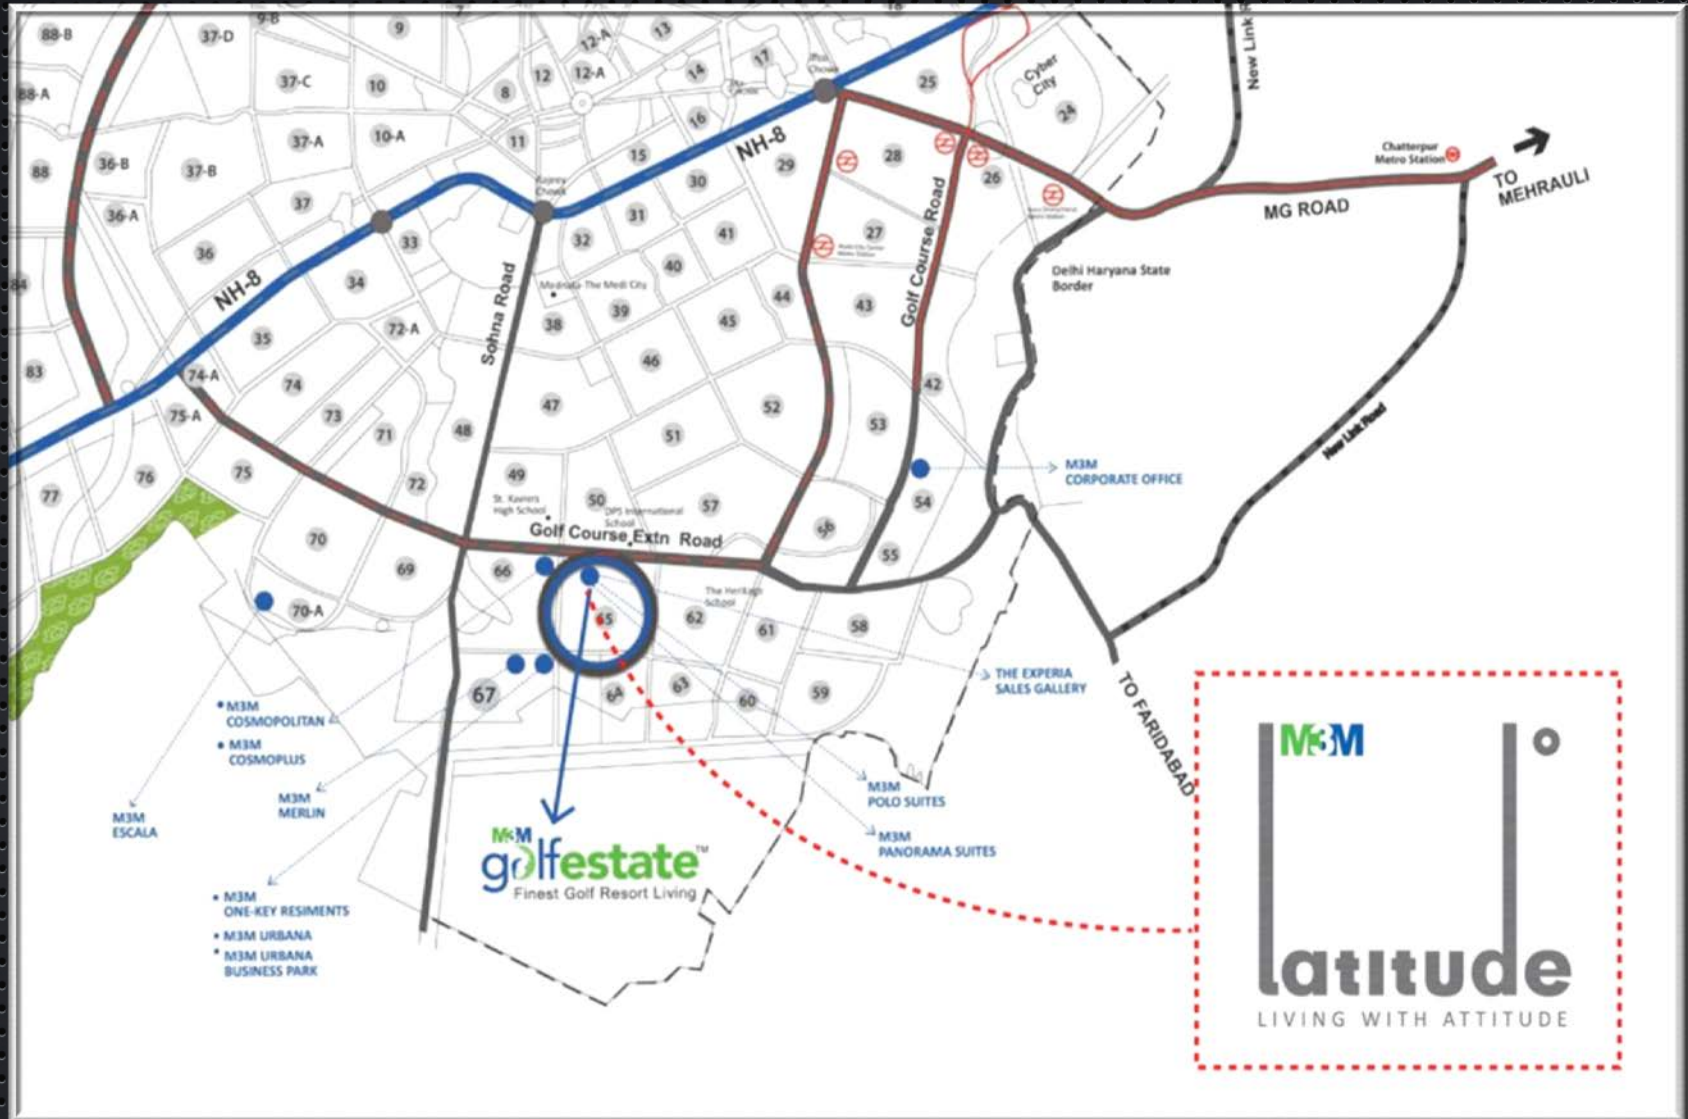 88-B
9-B
37-D
9
12-A
13
17
25
Cyber
City
24
New Link
88-A
37-C
10
8
12
12-A
14
16
11
15
NH-8
29
28
26
88
36-B
37-B
37-A
10-A
Chatterpur
Metro Station
TO
MEHRAULI
MG ROAD
36-A
37
30
31
32
33
41
27
Golf Course Road
36
34
NH-8
Sohna Road
40
Medanta-The Medi City
39
38
44
43
45
Delhi Haryana State
Border
84
35
72-A
46
83
74-A
74
73
75-A
71
48
47
52
51
53
42
New Link Road
77
76
75
72
49
50
57
56
54
M3M
CORPORATE OFFICE
St. Xaviers
High School
DPS International
School
Golf Course Extn Road
70
69
66
55
70-A
65
62
61
58
The Heritage
School
67
64
63
60
59
THE EXPERIA
SALES GALLERY
TO FARIDABAD
M3M
COSMOPOLITAN
M3M
COSMOPLUS
M3M
MERLIN
M3M
ESCALA
M3M
POLO SUITES
M3M
PANORAMA SUITES
M3M
golfestate™
Finest Golf Resort Living
• M3M
ONE-KEY RESIMENTS
• M3M URBANA
• M3M URBANA
BUSINESS PARK
M3M
latitude°
LIVING WITH ATTITUDE